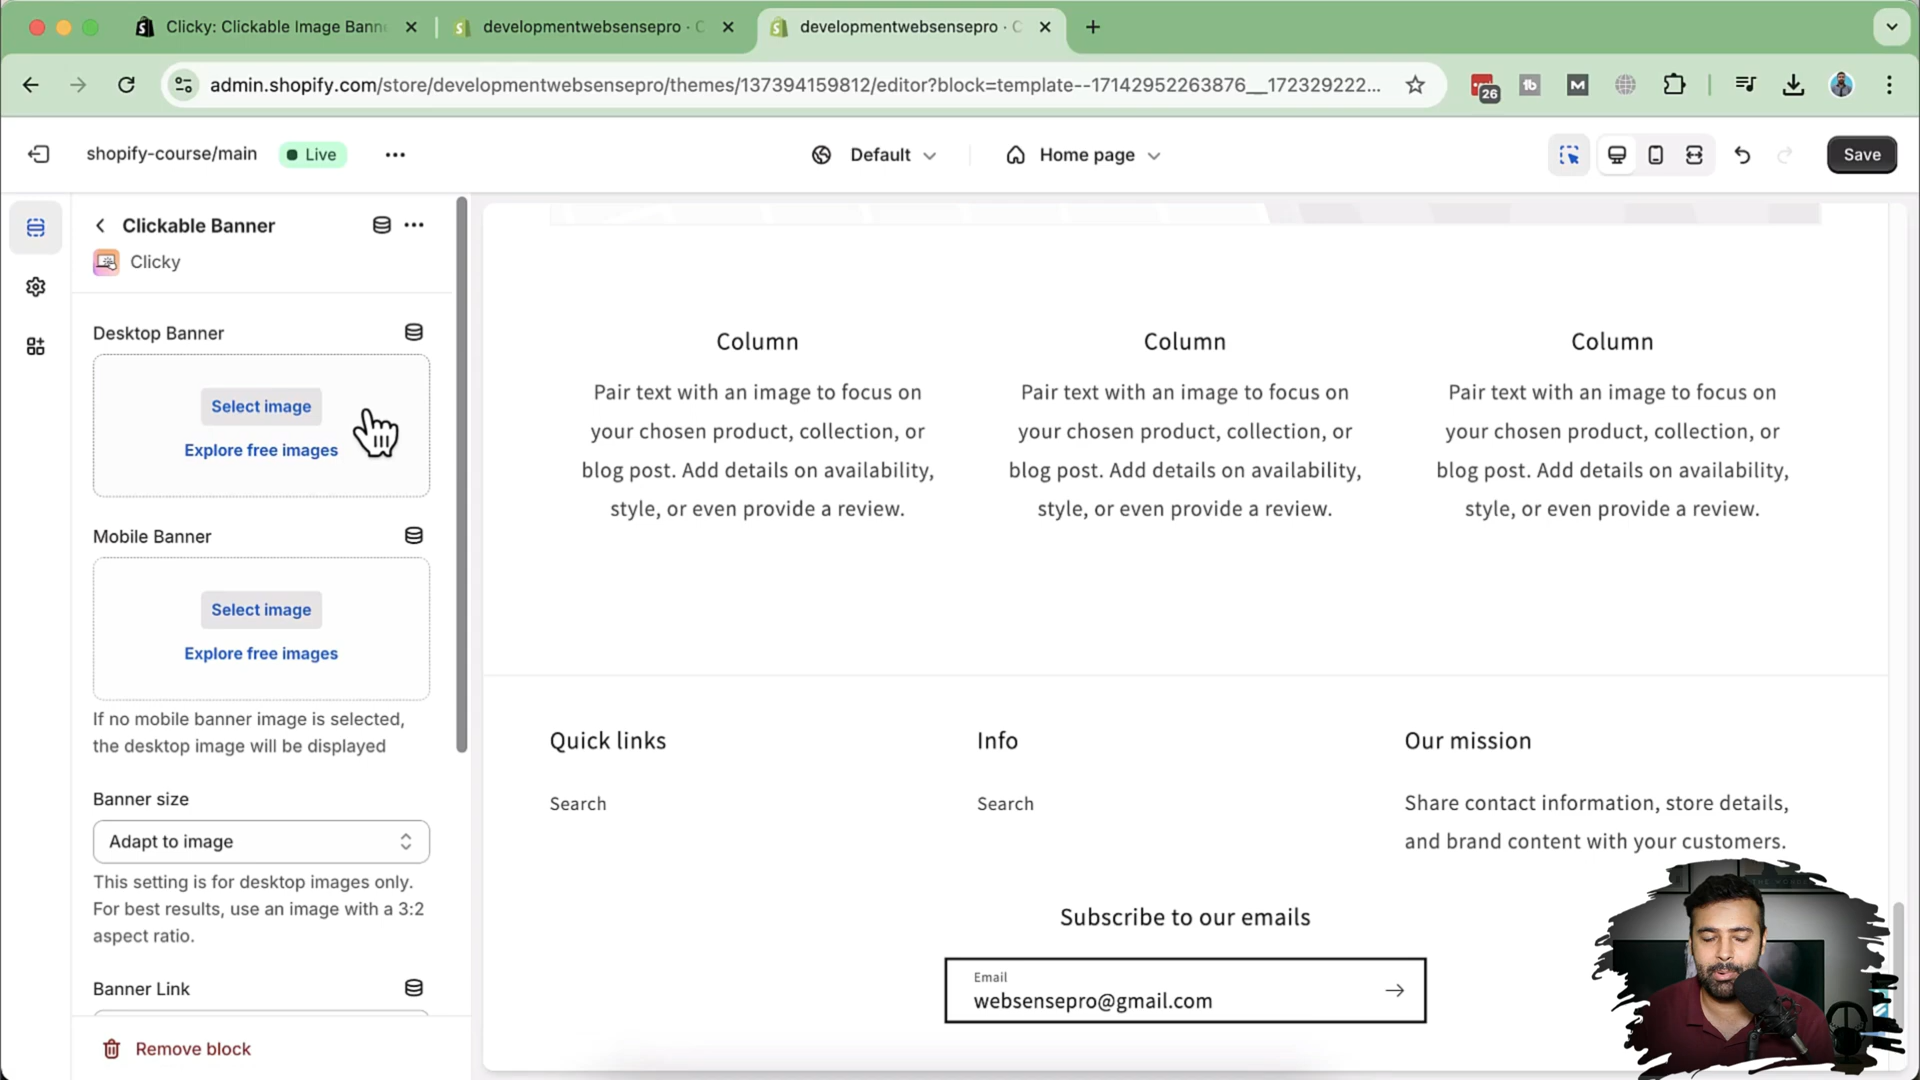 Clicky: Clickable Image Bann
developmentwebsensepro · C
developmentwebsensepro · C
admin.shopify.com/store/developmentwebsensepro/themes/137394159812/editor?block=template--17142952263876__172329222...
26
tb
M
shopify-course/main
Live
Default
Home page
Save
Clickable Banner
Clicky
Desktop Banner
Select image
Explore free images
Mobile Banner
Select image
Explore free images
If no mobile banner image is selected,
the desktop image will be displayed
Banner size
Adapt to image
This setting is for desktop images only.
For best results, use an image with a 3:2
aspect ratio.
Banner Link
Remove block
Column
Pair text with an image to focus on
your chosen product, collection, or
blog post. Add details on availability,
style, or even provide a review.
Column
Pair text with an image to focus on
your chosen product, collection, or
blog post. Add details on availability,
style, or even provide a review.
Column
Pair text with an image to focus on
your chosen product, collection, or
blog post. Add details on availability,
style, or even provide a review.
Quick links
Search
Info
Search
Our mission
Share contact information, store details,
and brand content with your customers.
Subscribe to our emails
Email
websensepro@gmail.com